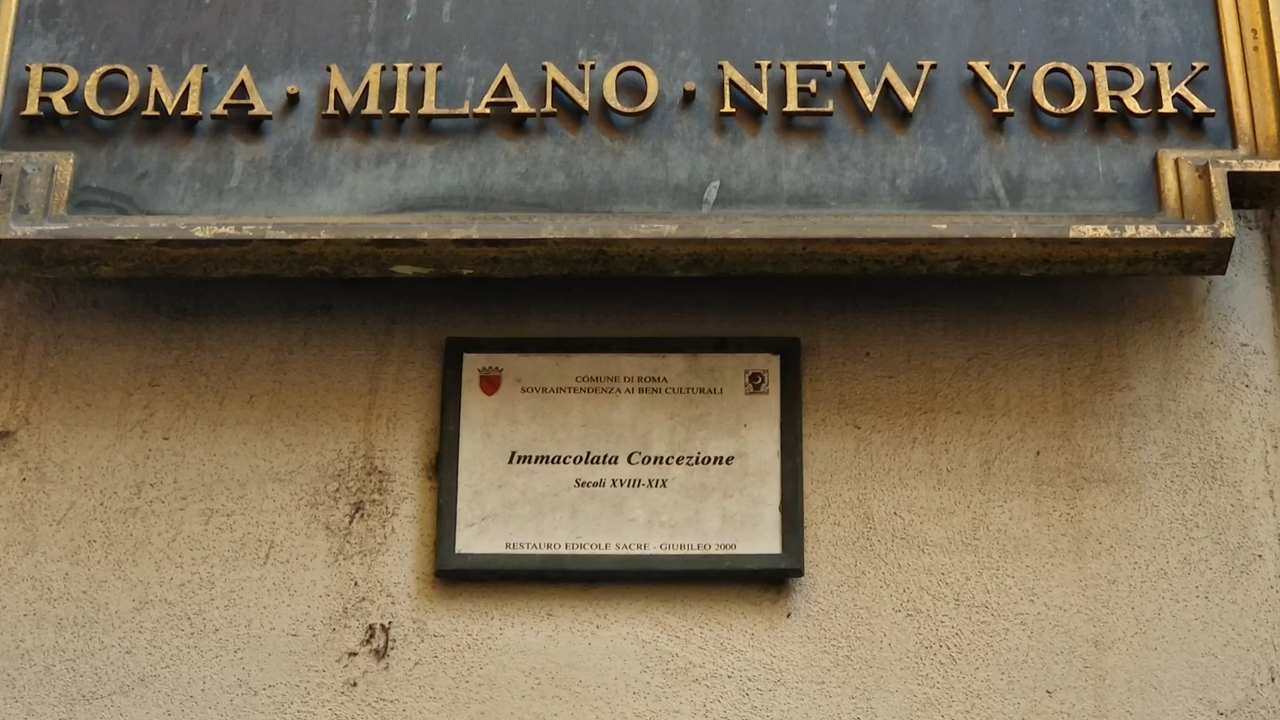 ROMA · MILANO · NEW YORK
COMUNE DI ROMA
SOVRAINTENDENZA AI BENI CULTURALI
Immacolata Concezione
Secoli XVIII-XIX
RESTAURO EDICOLE SACRE - GIUBILEO 2000